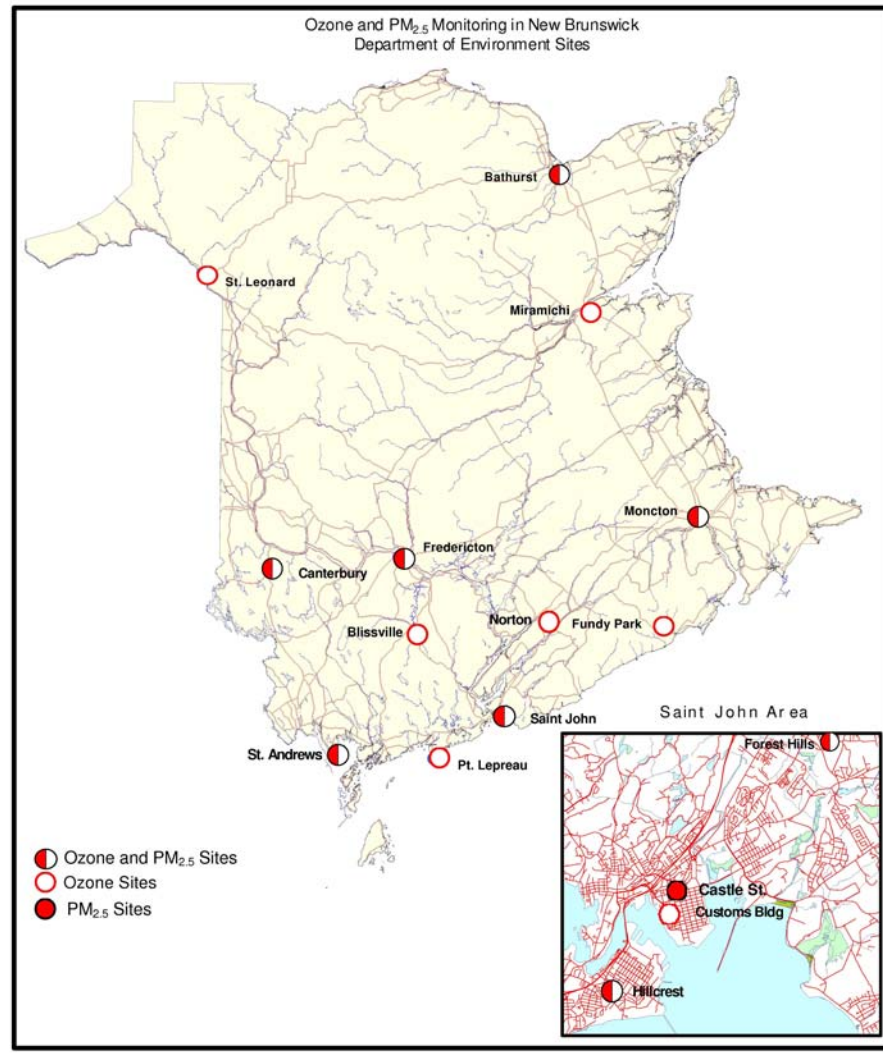 Ozone and PM2.5 Monitoring in New Brunswick
Department of Environment Sites
Bathurst
St. Leonard
Miramichi
Moncton
Fredericton
Canterbury
Norton
Fundy Park
Blissville
Saint John
St. Andrews
Pt. Lepreau
Saint John Area
Forest Hills
Castle St.
Customs Bldg
Hillcrest
Ozone and PM2.5 Sites
Ozone Sites
PM2.5 Sites